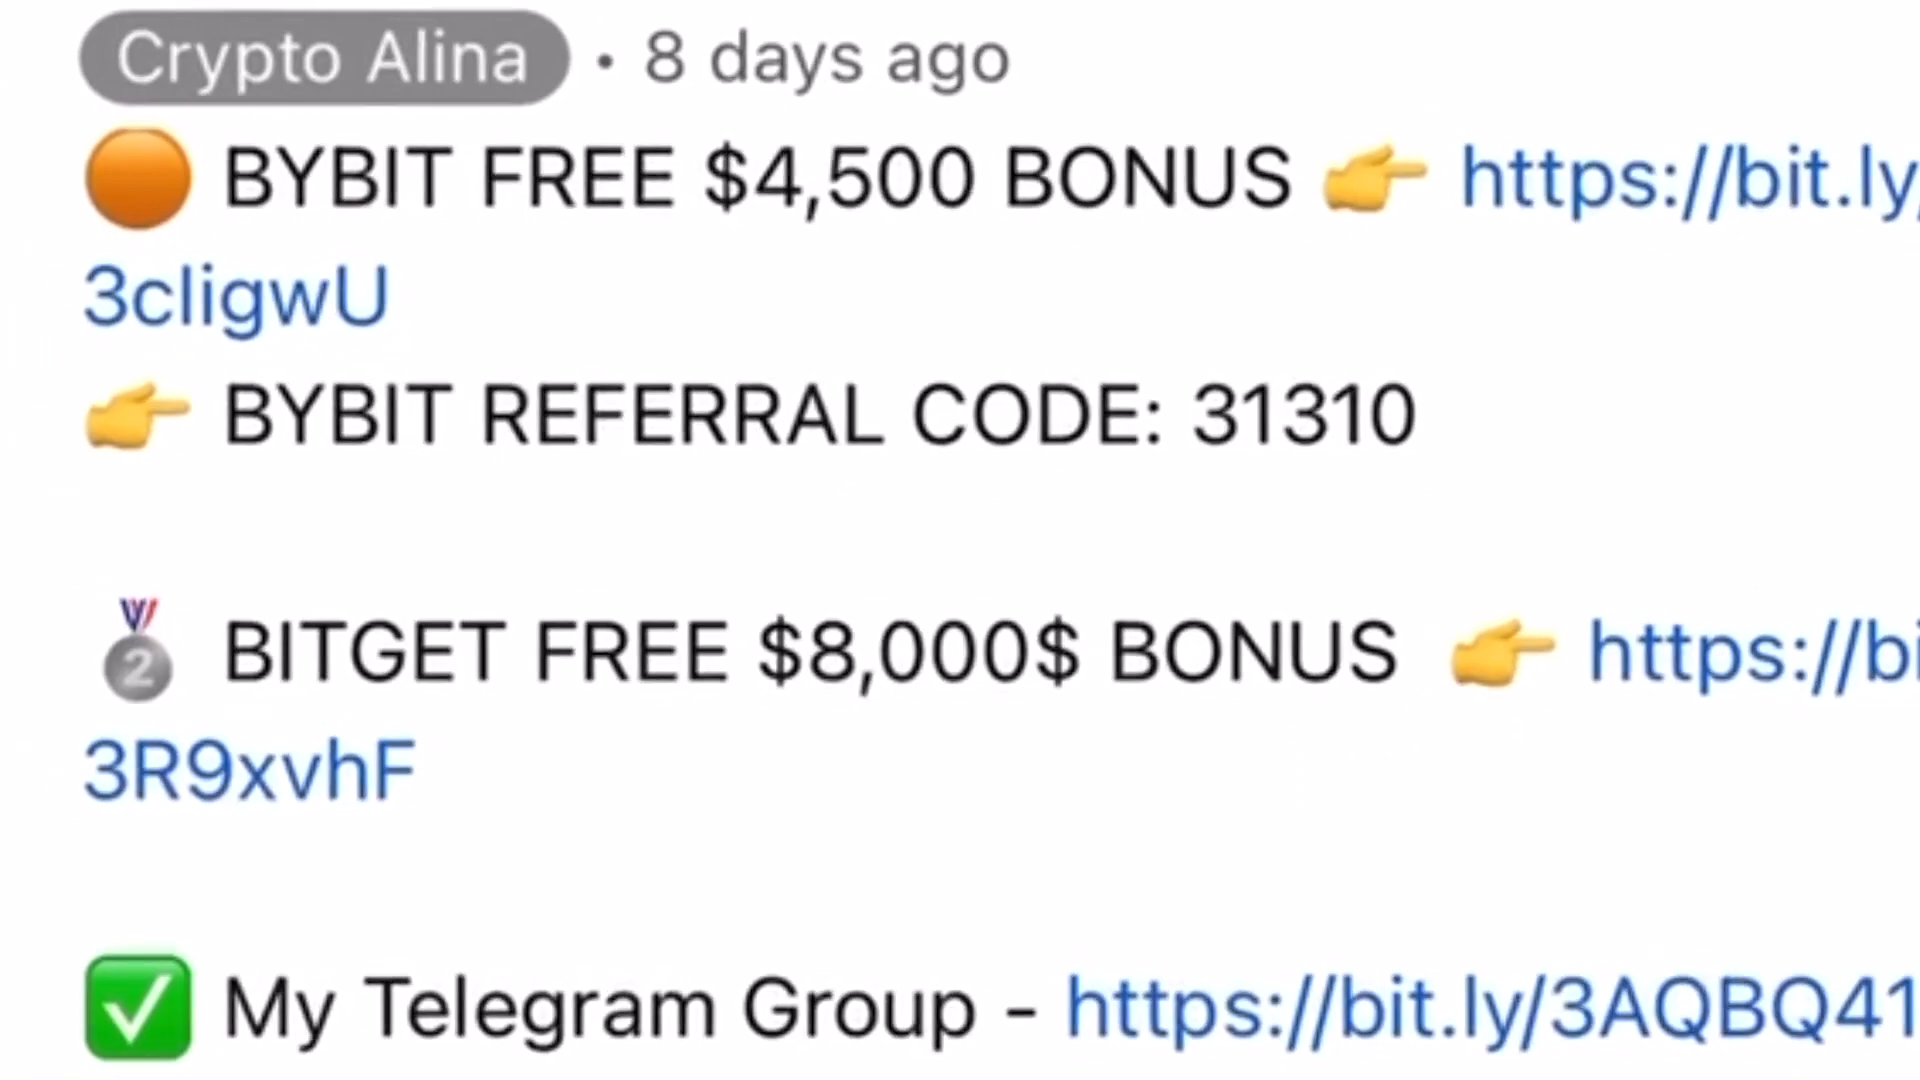 Crypto Alina • 8 days ago
🟠 BYBIT FREE $4,500 BONUS 👉 https://bit.ly/
3cIigwU
👉 BYBIT REFERRAL CODE: 31310
🥈 BITGET FREE $8,000$ BONUS 👉 https://bi
3R9xvhF
✅ My Telegram Group - https://bit.ly/3AQBQ41